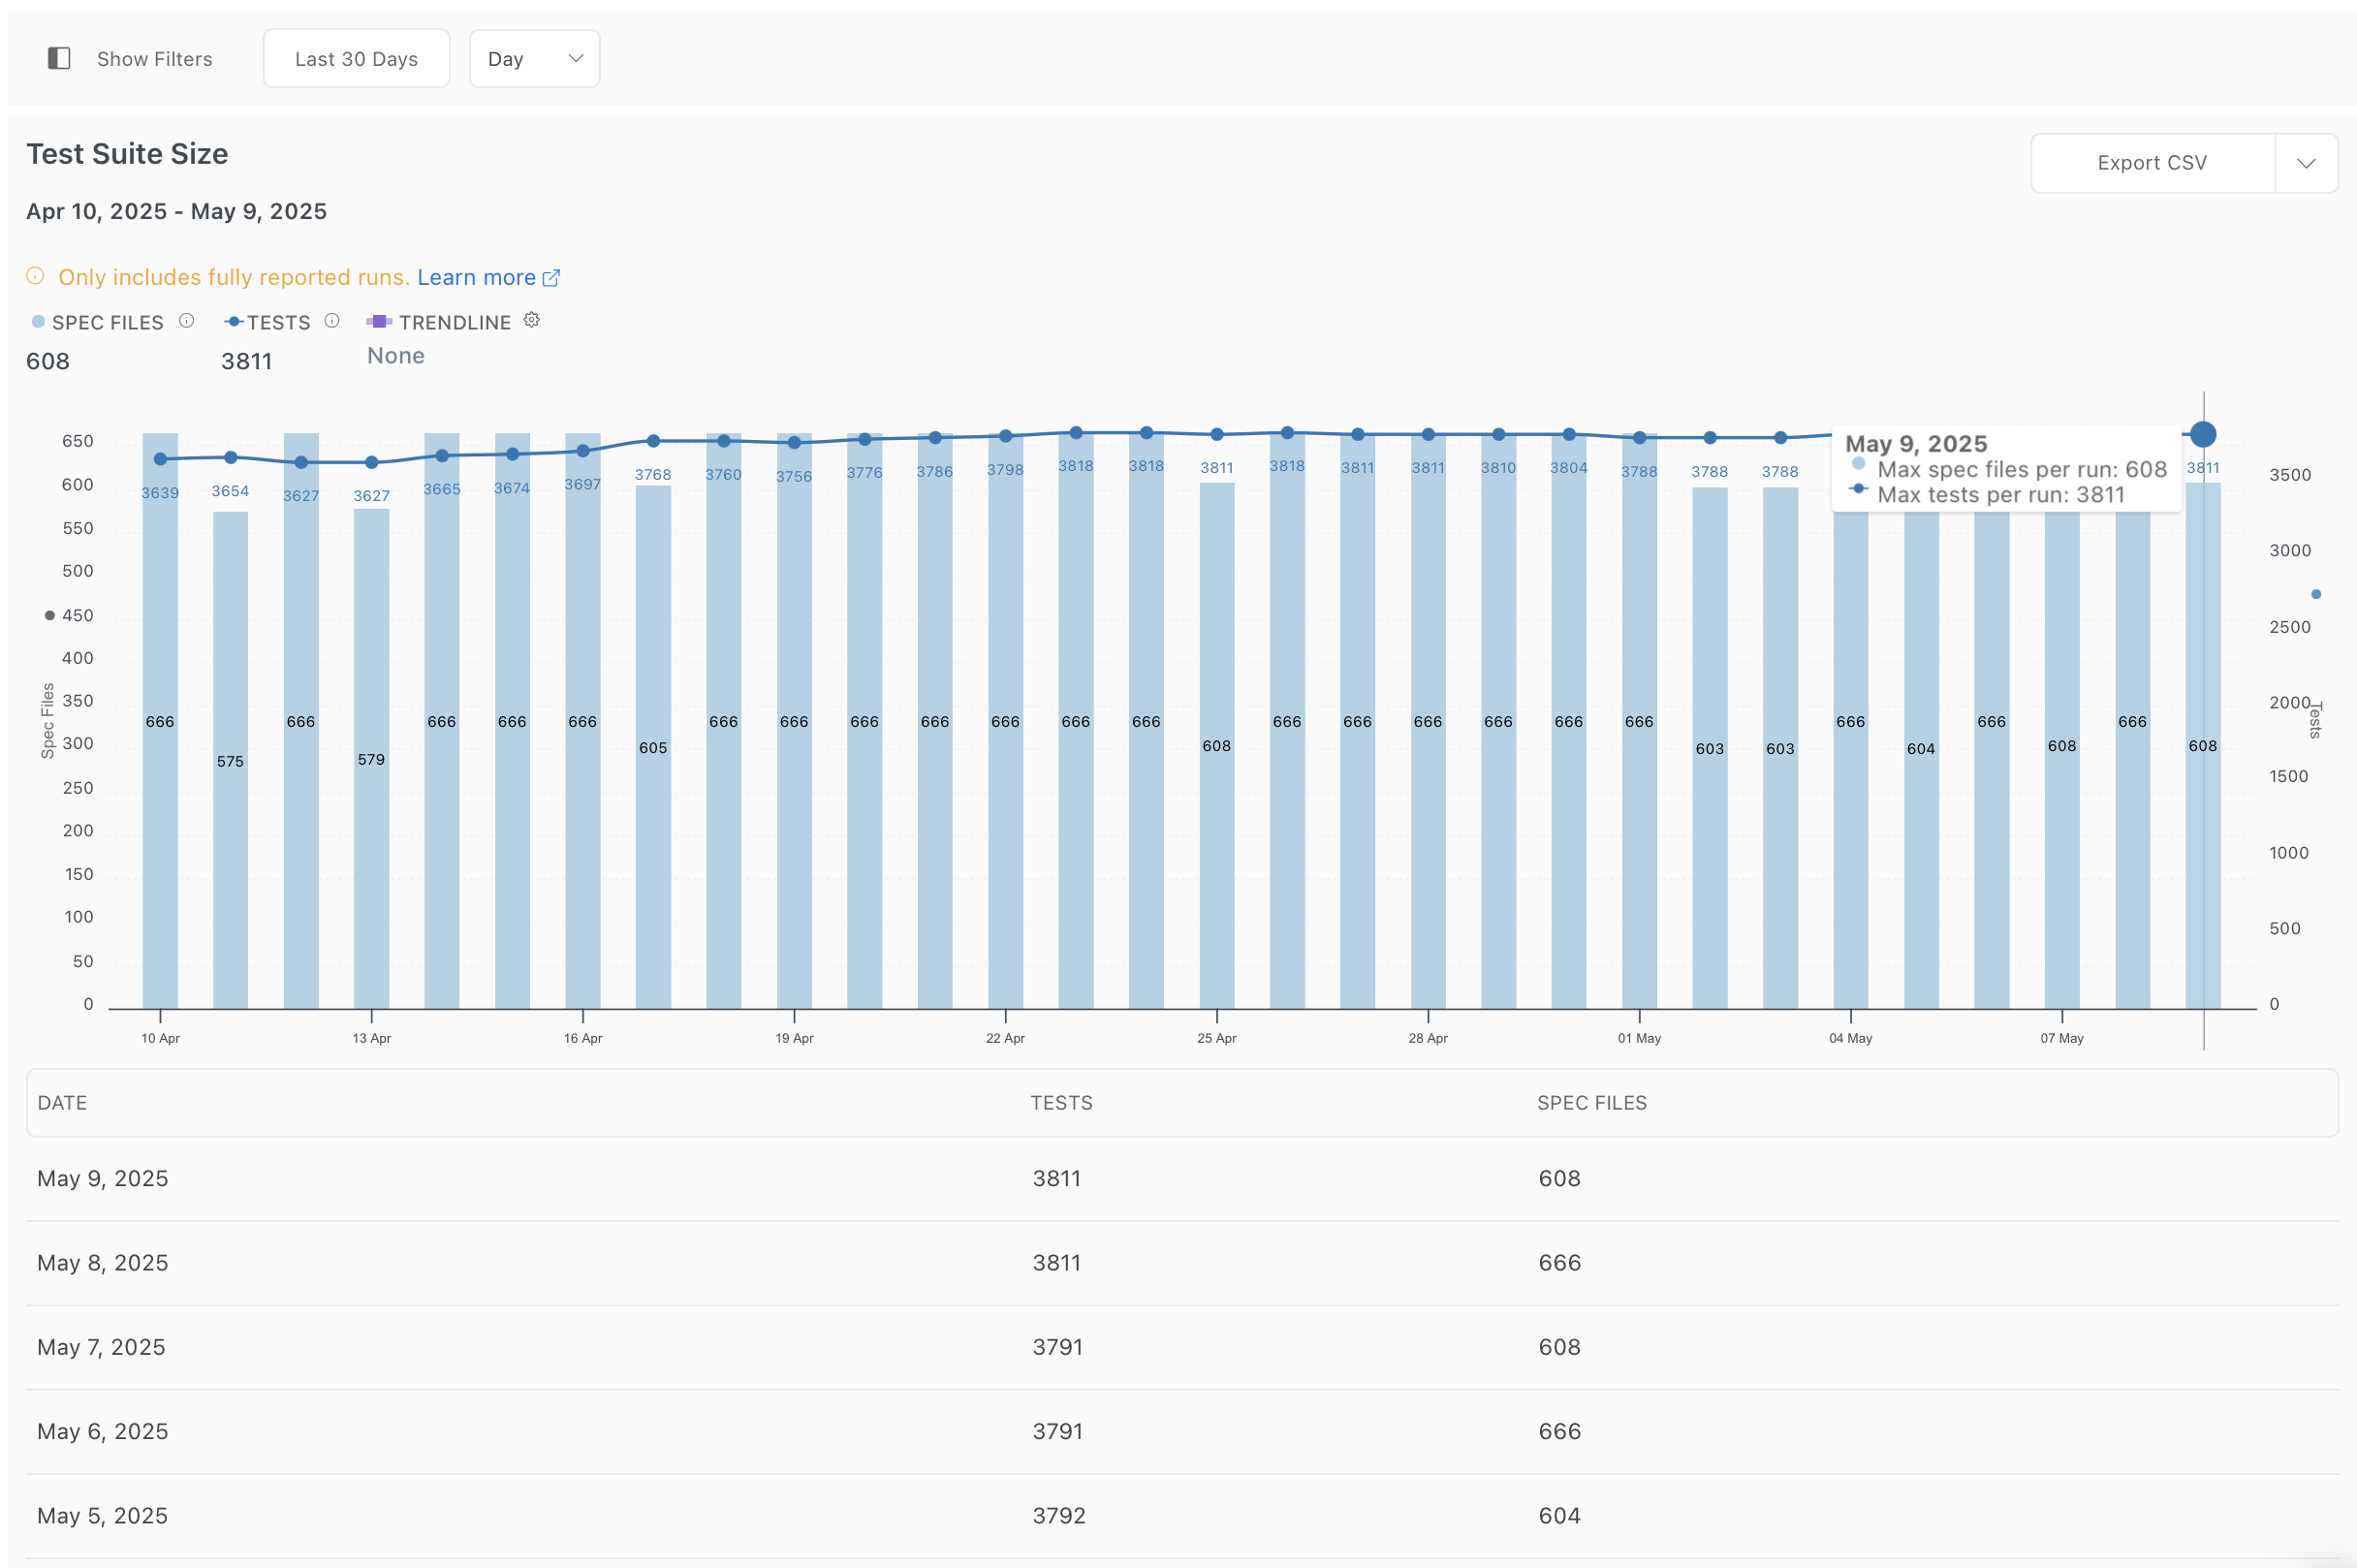 Show Filters
Last 30 Days
Day
Test Suite Size
Export CSV
Apr 10, 2025 - May 9, 2025
Only includes fully reported runs. Learn more
SPEC FILES TESTS TRENDLINE
608 3811 None
650
600
550
500
450
400
350
300
250
200
150
100
50
0
Spec Files
3639 3654 3627 3627 3665 3674 3697 3768 3760 3756 3776 3786 3798 3818 3818 3811 3818 3811 3811 3810 3804 3788 3788 3788 3811
May 9, 2025
Max spec files per run: 608
Max tests per run: 3811
666 575 666 579 666 666 666 605 666 666 666 666 666 666 666 608 666 666 666 666 666 666 603 603 666 604 666 608 666 608
3500
3000
2500
2000
1500
1000
500
0
Tests
10 Apr 13 Apr 16 Apr 19 Apr 22 Apr 25 Apr 28 Apr 01 May 04 May 07 May
DATE TESTS SPEC FILES
May 9, 2025 3811 608
May 8, 2025 3811 666
May 7, 2025 3791 608
May 6, 2025 3791 666
May 5, 2025 3792 604